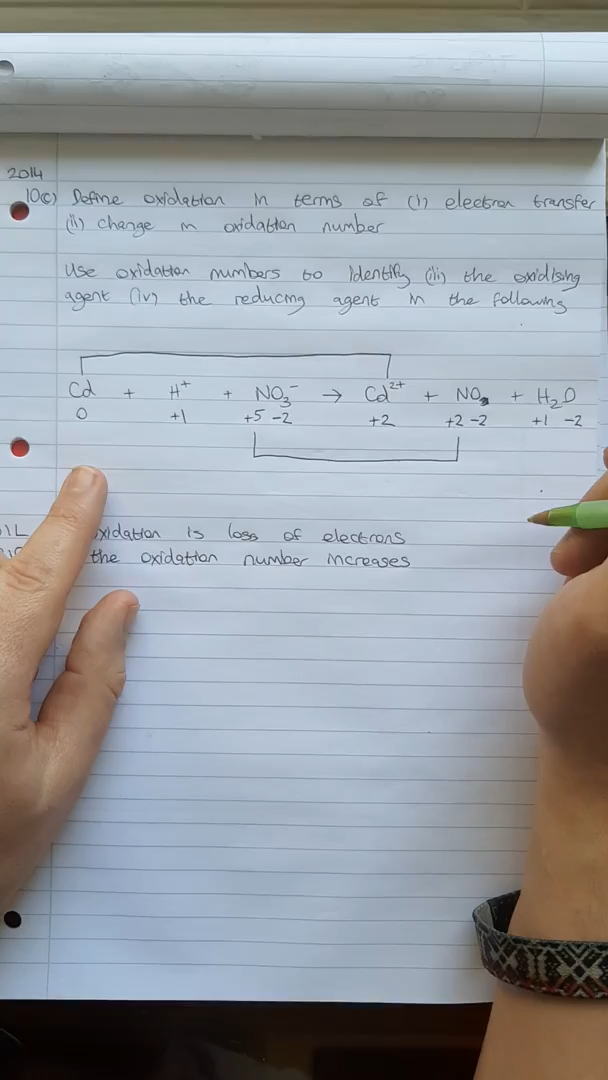 2014
10(c) Define oxidation in terms of (i) electron transfer
(ii) change in oxidation number
Use oxidation numbers to identify (iii) the oxidising
agent (iv) the reducing agent in the following
Cd + H⁺ + NO₃⁻ → Cd²⁺ + NO + H₂O
0 +1 +5 -2 +2 +2 -2 +1 -2
xidation is loss of electrons
the oxidation number increases